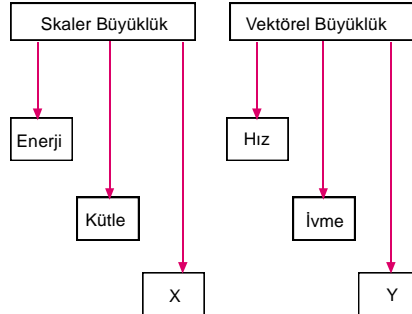 Skaler Büyüklük
Vektörel Büyüklük
Enerji
Hız
Kütle
İvme
X
Y